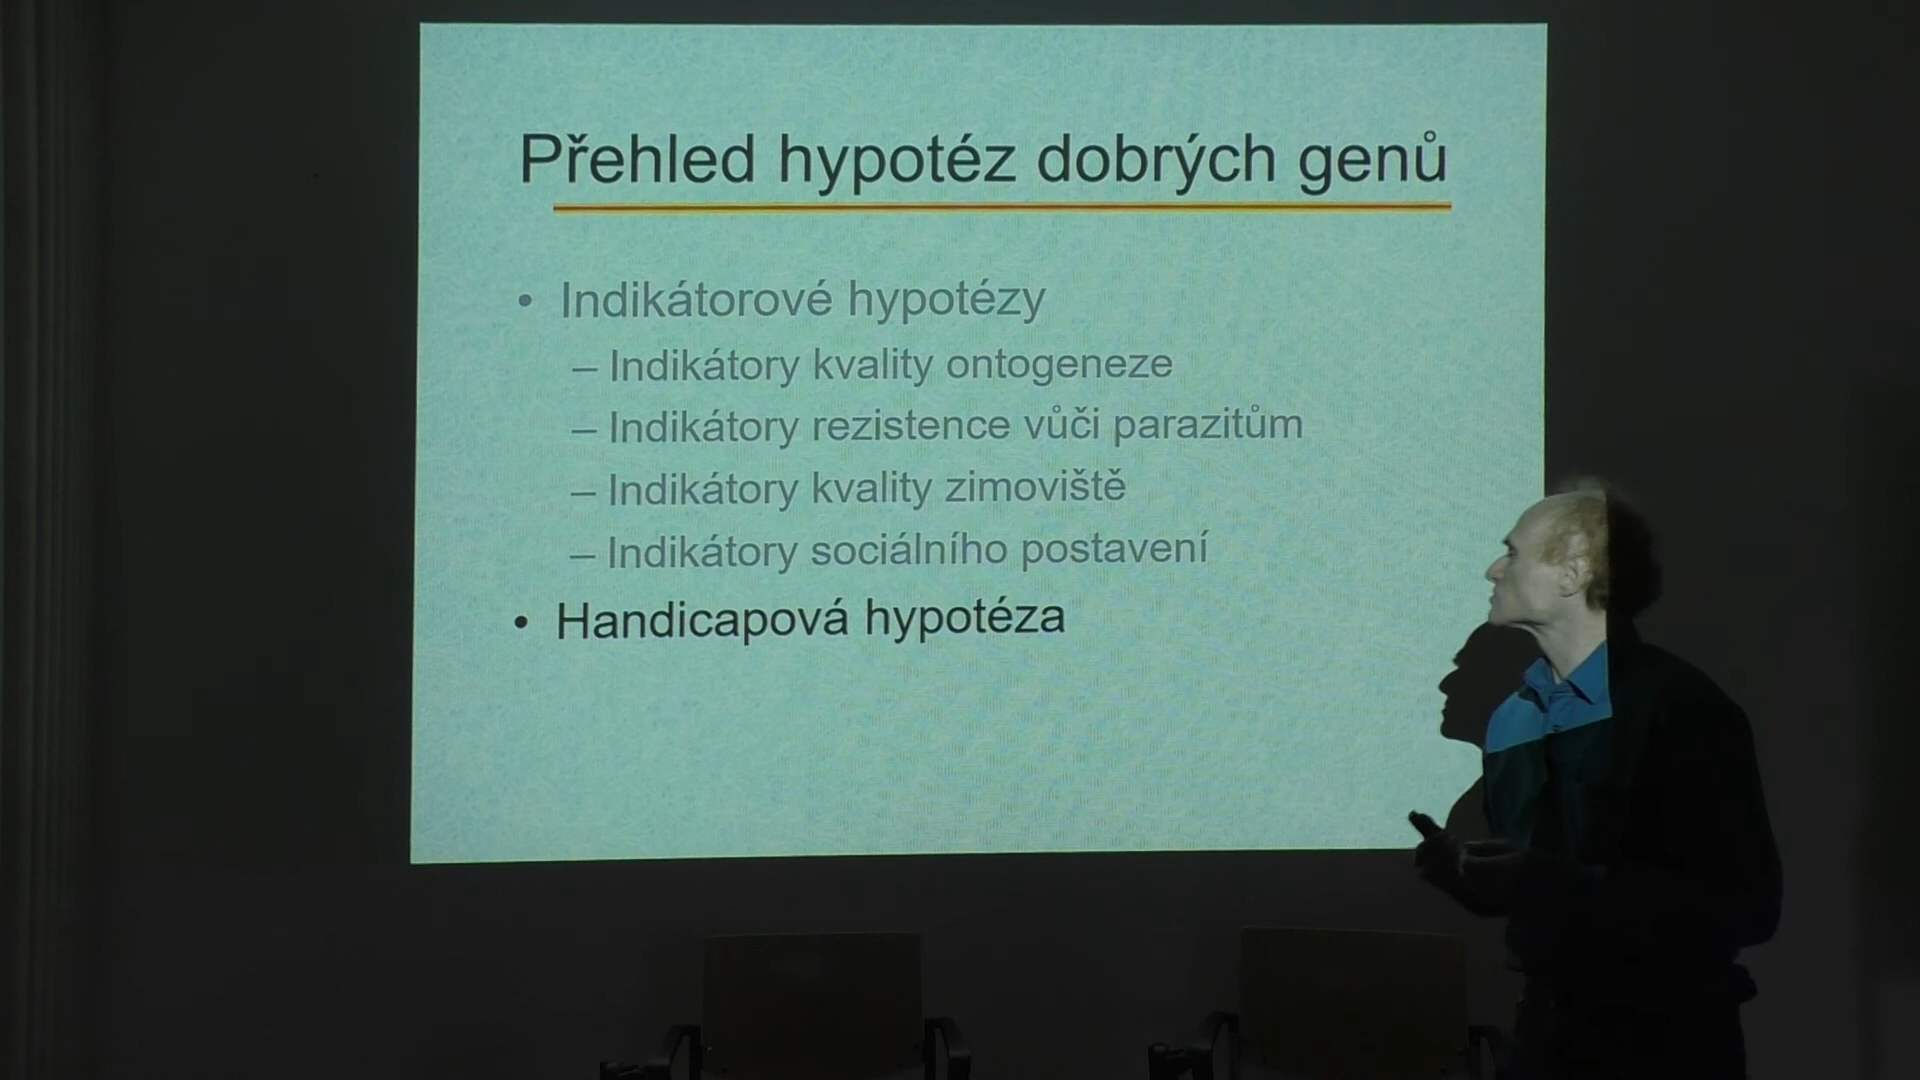 Přehled hypotéz dobrých genů
• Indikátorové hypotézy
– Indikátory kvality ontogeneze
– Indikátory rezistence vůči parazitům
– Indikátory kvality zimoviště
– Indikátory sociálního postavení
• Handicapová hypotéza